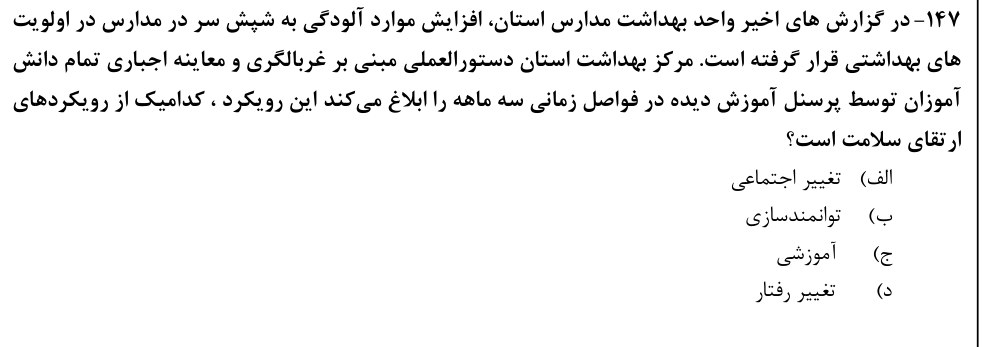 ۱۴۷- در گزارش های اخیر واحد بهداشت مدارس استان، افزایش موارد آلودگی به شپش سر در مدارس در اولویت
های بهداشتی قرار گرفته است. مرکز بهداشت استان دستورالعملی مبنی بر غربالگری و معاینه اجباری تمام دانش
آموزان توسط پرسنل آموزش دیده در فواصل زمانی سه ماهه را ابلاغ می‌کند این رویکرد ، کدامیک از رویکردهای
ارتقای سلامت است؟
الف) تغییر اجتماعی
ب) توانمندسازی
ج) آموزشی
د) تغییر رفتار